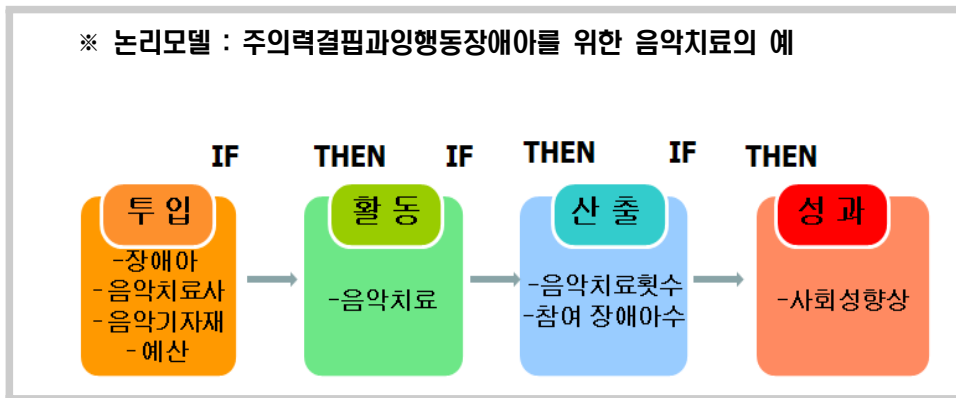 ※ 논리모델 : 주의력결핍과잉행동장애아를 위한 음악치료의 예
IF THEN IF THEN IF THEN
투 입
-장애아
-음악치료사
-음악기자재
-예산
활 동
-음악치료
산 출
-음악치료횟수
-참여 장애아수
성 과
-사회성향상